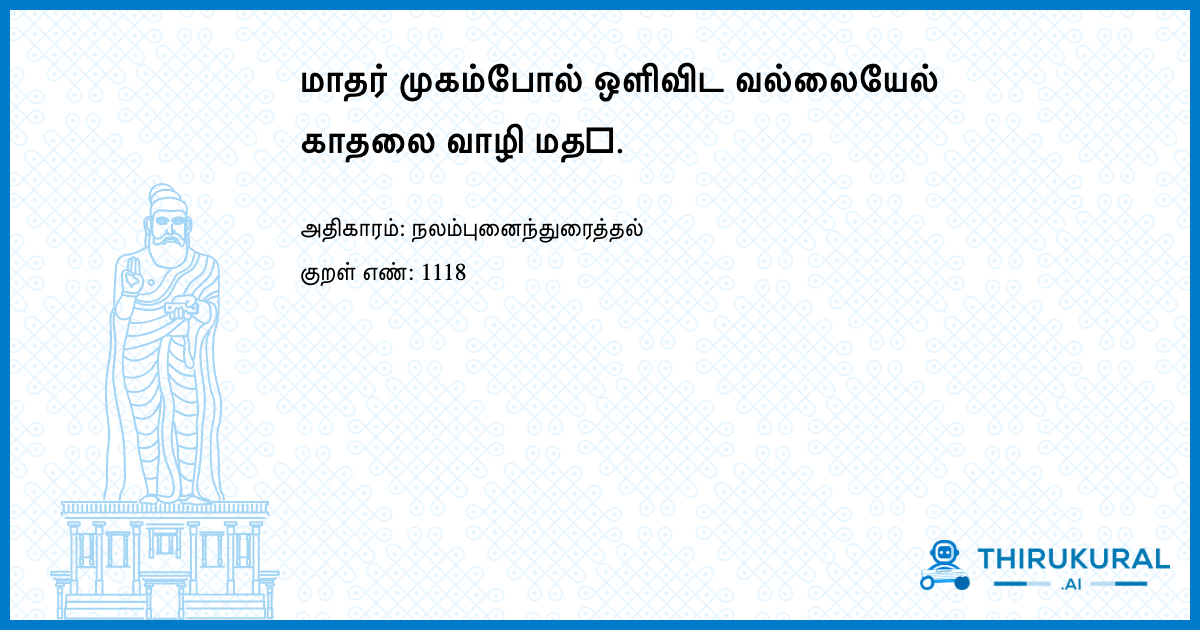 மாதர் முகம்போல் ஒளிவிட வல்லையேல்
காதலை வாழி மத□.
அதிகாரம்: நலம்புனைந்துரைத்தல்
குறள் எண்: 1118
THIRUKURAL
.AI